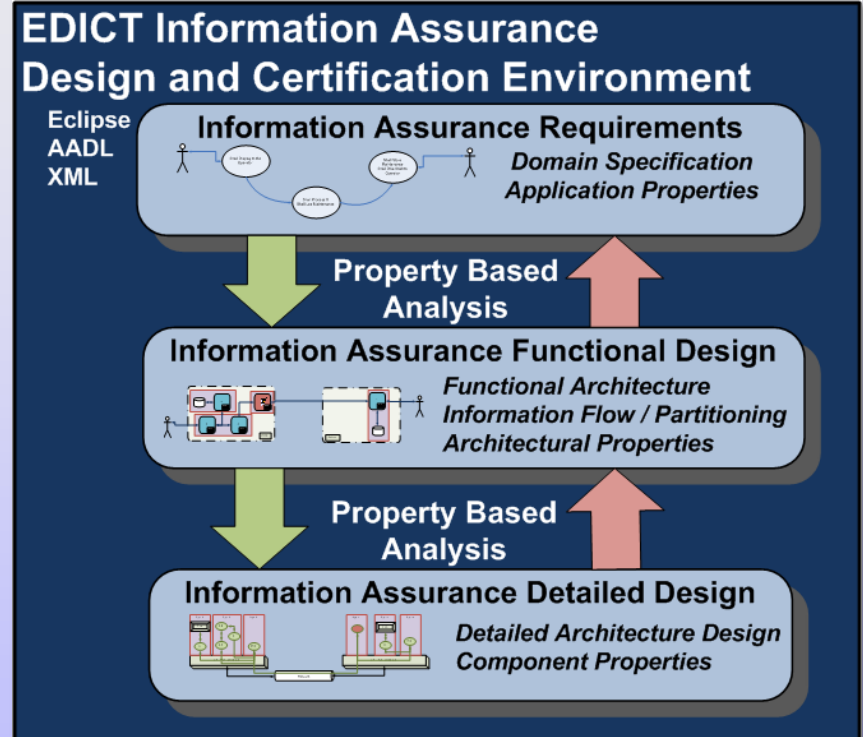 EDICT Information Assurance
Design and Certification Environment
Eclipse
AADL
XML
Information Assurance Requirements
Domain Specification
Application Properties
Property Based
Analysis
Information Assurance Functional Design
Functional Architecture
Information Flow / Partitioning
Architectural Properties
Property Based
Analysis
Information Assurance Detailed Design
Detailed Architecture Design
Component Properties